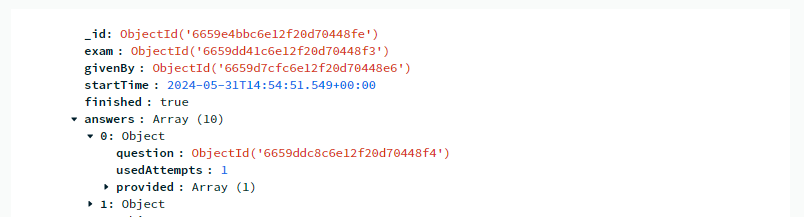 _id: ObjectId('6659e4bbc6e12f20d70448fe')
exam : ObjectId('6659dd41c6e12f20d70448f3')
givenBy : ObjectId('6659d7cfc6e12f20d70448e6')
startTime : 2024-05-31T14:54:51.549+00:00
finished : true
answers : Array (10)
0: Object
question : ObjectId('6659ddc8c6e12f20d70448f4')
usedAttempts : 1
provided : Array (1)
1: Object